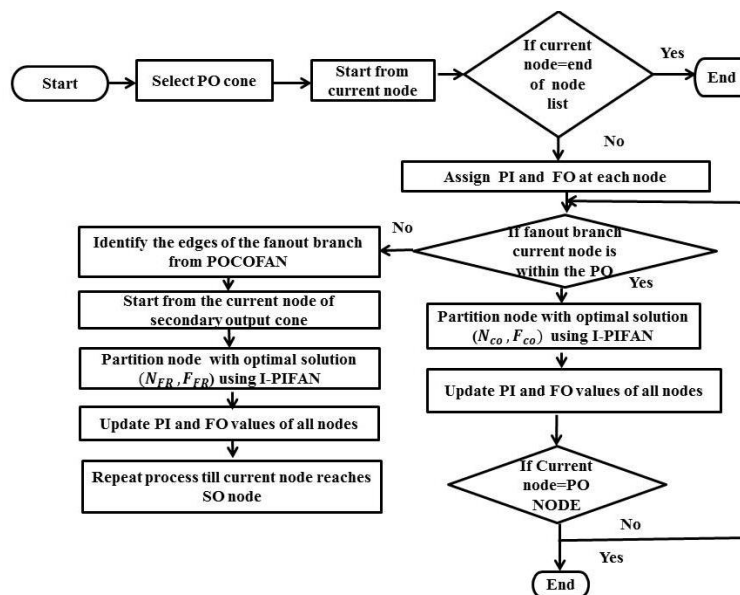 Start
Select PO cone
Start from
current node
If current
node=end
of node
list
Yes
End
No
Assign PI and FO at each node
If fanout branch
current node is
within the PO
No
Yes
Identify the edges of the fanout branch
from POCOFAN
Start from the current node of
secondary output cone
Partition node with optimal solution
(N_FR, F_FR) using I-PIFAN
Update PI and FO values of all nodes
Repeat process till current node reaches
SO node
Partition node with optimal solution
(N_co, F_co) using I-PIFAN
Update PI and FO values of all nodes
If Current
node=PO
NODE
No
Yes
End